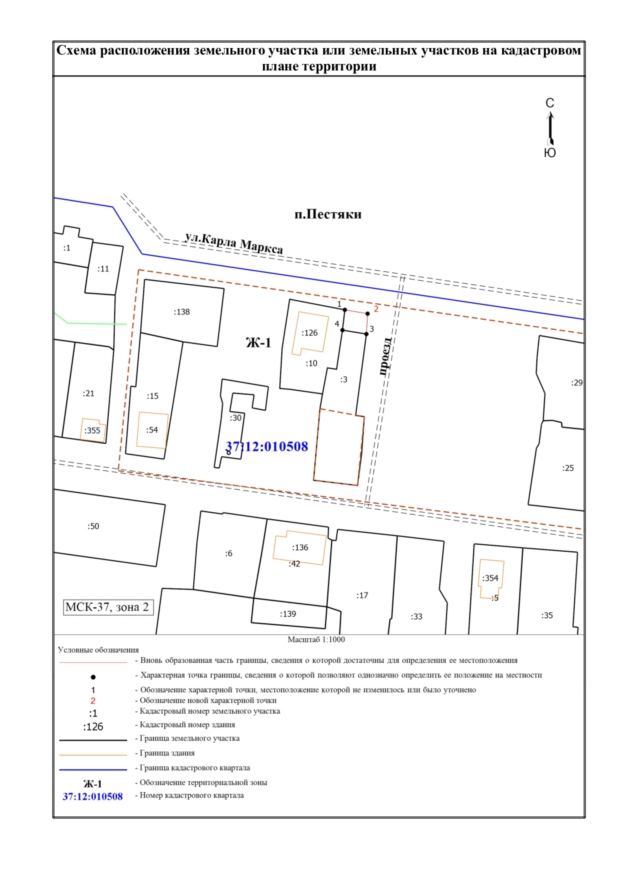 Схема расположения земельного участка или земельных участков на кадастровом
плане территории
С
Ю
п.Пестяки
ул.Карла Маркса
:1
:11
:138
1
2
:126
4
3
Ж-1
:10
проезд
:3
:29
:21
:15
:355
:54
:30
37:12:010508
:25
:50
:6
:136
:42
:354
:5
:17
:139
:33
:35
МСК-37, зона 2
Масштаб 1:1000
Условные обозначения
- Вновь образованная часть границы, сведения о которой достаточны для определения ее местоположения
- Характерная точка границы, сведения о которой позволяют однозначно определить ее положение на местности
1 - Обозначение характерной точки, местоположение которой не изменилось или было уточнено
2 - Обозначение новой характерной точки
:1 - Кадастровый номер земельного участка
:126 - Кадастровый номер здания
- Граница земельного участка
- Граница здания
- Граница кадастрового квартала
Ж-1 - Обозначение территориальной зоны
37:12:010508 - Номер кадастрового квартала